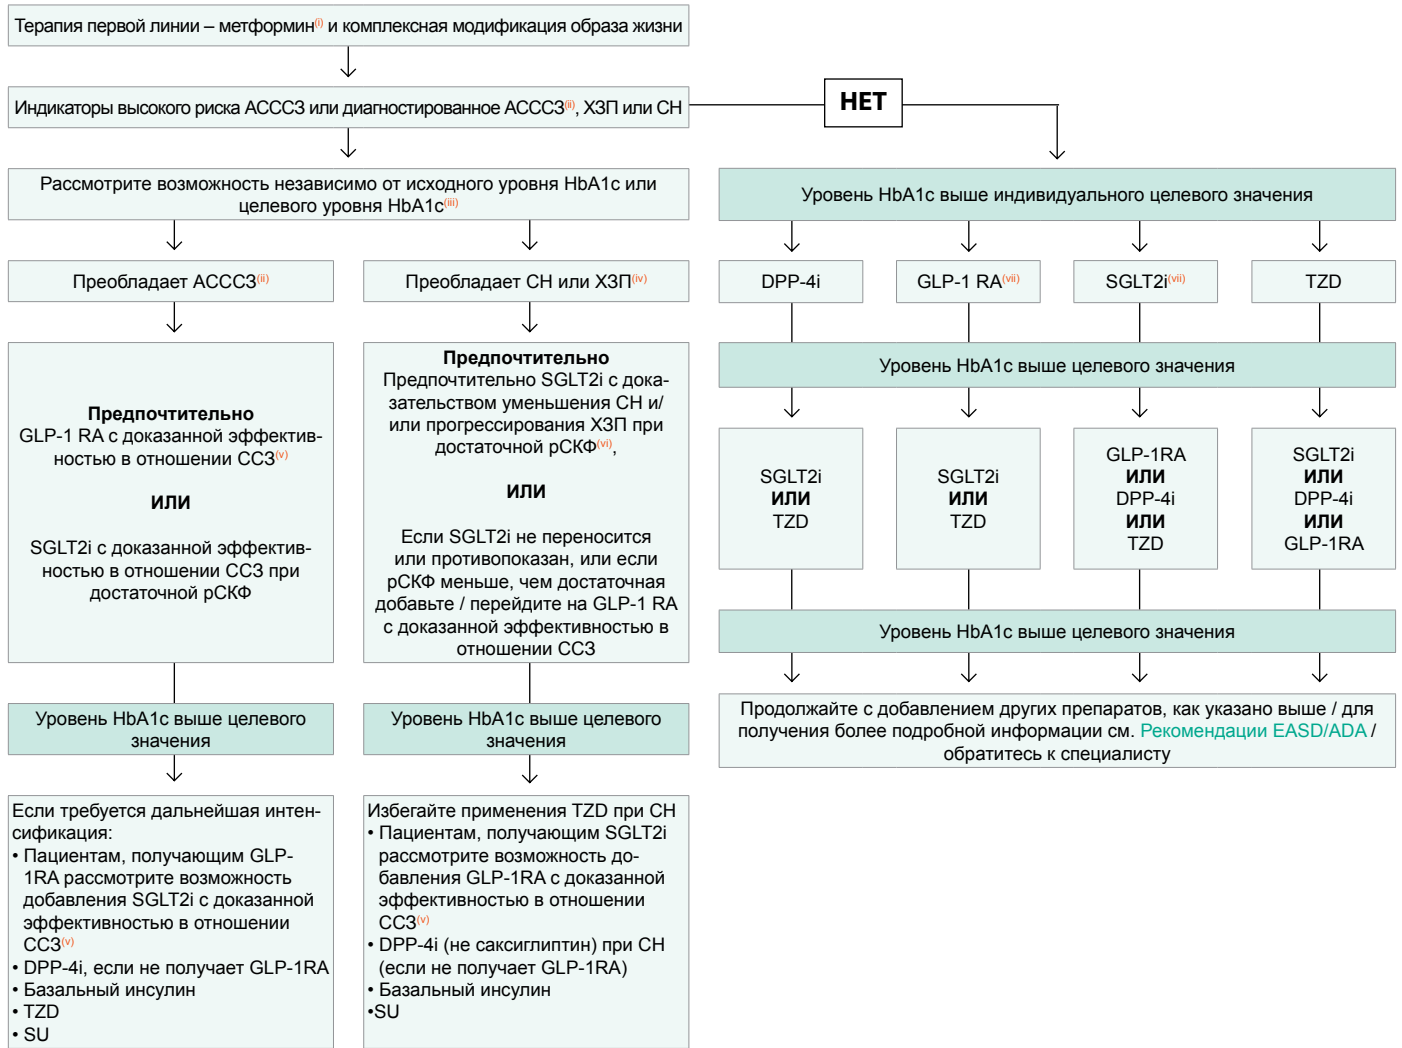 Терапия первой линии – метформин(i) и комплексная модификация образа жизни
Индикаторы высокого риска АССЗ или диагностированное АССЗ(ii), ХЗП или СН
НЕТ
Рассмотрите возможность независимо от исходного уровня HbA1c или
целевого уровня HbA1c(iii)
Преобладает АССЗ(ii)
Преобладает СН или ХЗП(iv)
Предпочтительно
GLP-1 RA с доказанной эффектив-
ностью в отношении ССЗ(v)
ИЛИ
SGLT2i с доказанной эффектив-
ностью в отношении ССЗ при
достаточной рСКФ
Предпочтительно
Предпочтительно SGLT2i с дока-
зательством уменьшения СН и/
или прогрессирования ХЗП при
достаточной рСКФ(vi),
ИЛИ
Если SGLT2i не переносится
или противопоказан, или если
рСКФ меньше, чем достаточная
добавьте / перейдите на GLP-1 RA
с доказанной эффективностью в
отношении ССЗ
Уровень HbA1c выше целевого
значения
Уровень HbA1c выше целевого
значения
Если требуется дальнейшая интен-
сификация:
• Пациентам, получающим GLP-
1RA рассмотрите возможность
добавления SGLT2i с доказанной
эффективностью в отношении
ССЗ(v)
• DPP-4i, если не получает GLP-1RA
• Базальный инсулин
• TZD
• SU
Избегайте применения TZD при СН
• Пациентам, получающим SGLT2i
рассмотрите возможность до-
бавления GLP-1RA с доказанной
эффективностью в отношении
ССЗ(v)
• DPP-4i (не саксиглиптин) при СН
(если не получает GLP-1RA)
• Базальный инсулин
•SU
Уровень HbA1c выше индивидуального целевого значения
DPP-4i
GLP-1 RA(vii)
SGLT2i(vii)
TZD
Уровень HbA1c выше целевого значения
SGLT2i
ИЛИ
TZD
SGLT2i
ИЛИ
TZD
GLP-1RA
ИЛИ
DPP-4i
ИЛИ
TZD
SGLT2i
ИЛИ
DPP-4i
ИЛИ
GLP-1RA
Уровень HbA1c выше целевого значения
Продолжайте с добавлением других препаратов, как указано выше / для
получения более подробной информации см. Рекомендации EASD/ADA /
обратитесь к специалисту